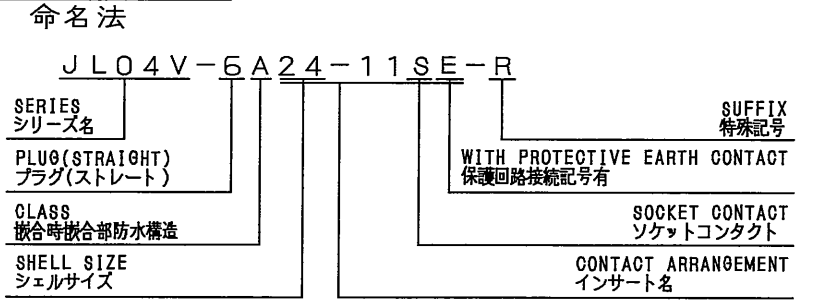 命名法
JL04V-6A24-11SE-R
SERIES
シリーズ名
SUFFIX
特殊記号
PLUG(STRAIGHT)
プラグ(ストレート)
WITH PROTECTIVE EARTH CONTACT
保護回路接続記号有
CLASS
嵌合時嵌合部防水構造
SOCKET CONTACT
ソケットコンタクト
SHELL SIZE
シェルサイズ
CONTACT ARRANGEMENT
インサート名